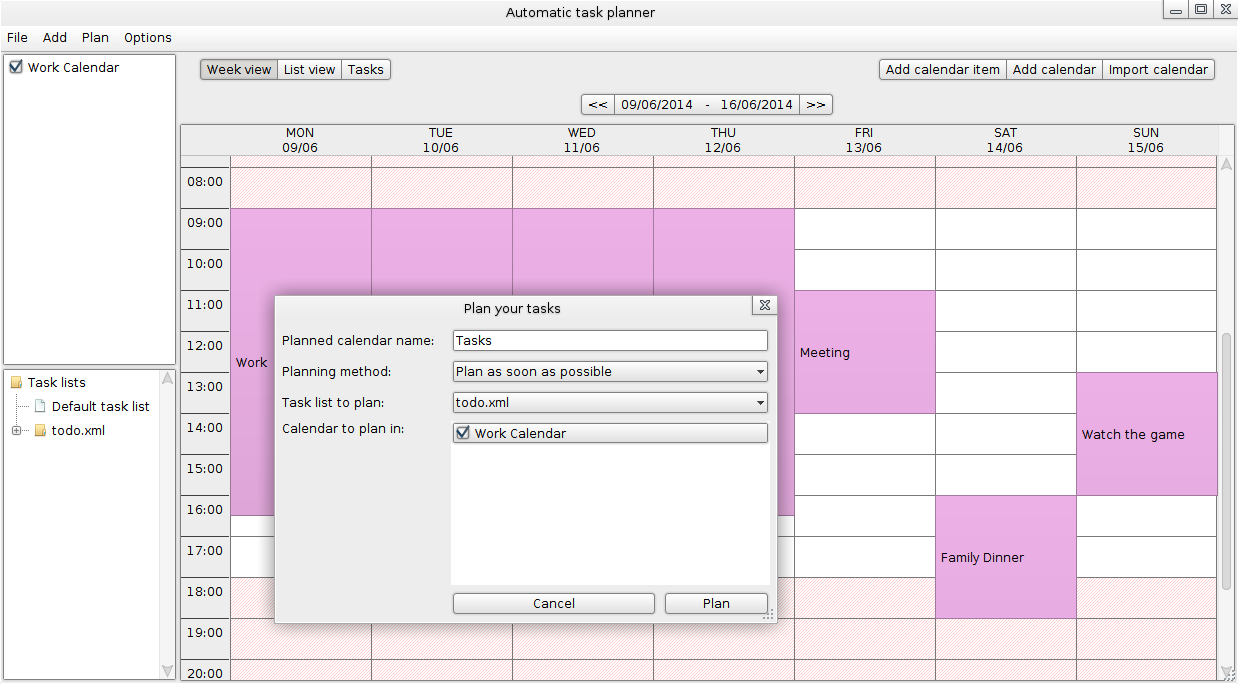 Automatic task planner
File Add Plan Options
Work Calendar
Week view List view Tasks
Add calendar item Add calendar Import calendar
<< 09/06/2014 - 16/06/2014 >>
MON TUE WED THU FRI SAT SUN
09/06 10/06 11/06 12/06 13/06 14/06 15/06
08:00
09:00
10:00
11:00
12:00
13:00
14:00
15:00
16:00
17:00
18:00
19:00
20:00
Work
Meeting
Watch the game
Family Dinner
Task lists
Default task list
todo.xml
Plan your tasks
Planned calendar name: Tasks
Planning method: Plan as soon as possible
Task list to plan: todo.xml
Calendar to plan in: Work Calendar
Cancel Plan